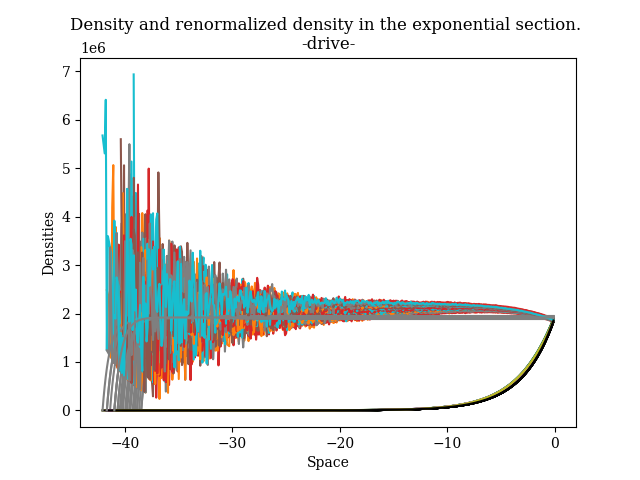 Density and renormalized density in the exponential section.
-drive-
1e6
7
6
5
4
3
2
1
0
Densities
−40
−30
−20
−10
0
Space